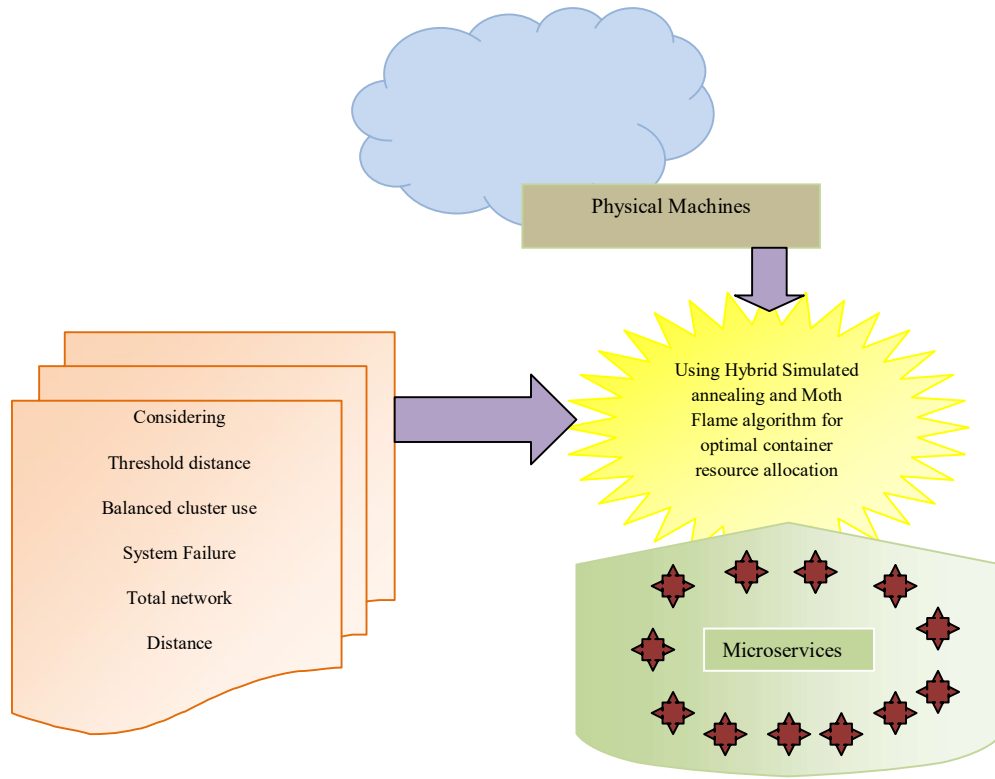 Physical Machines
Using Hybrid Simulated
annealing and Moth
Flame algorithm for
optimal container
resource allocation
Considering
Threshold distance
Balanced cluster use
System Failure
Total network
Distance
Microservices